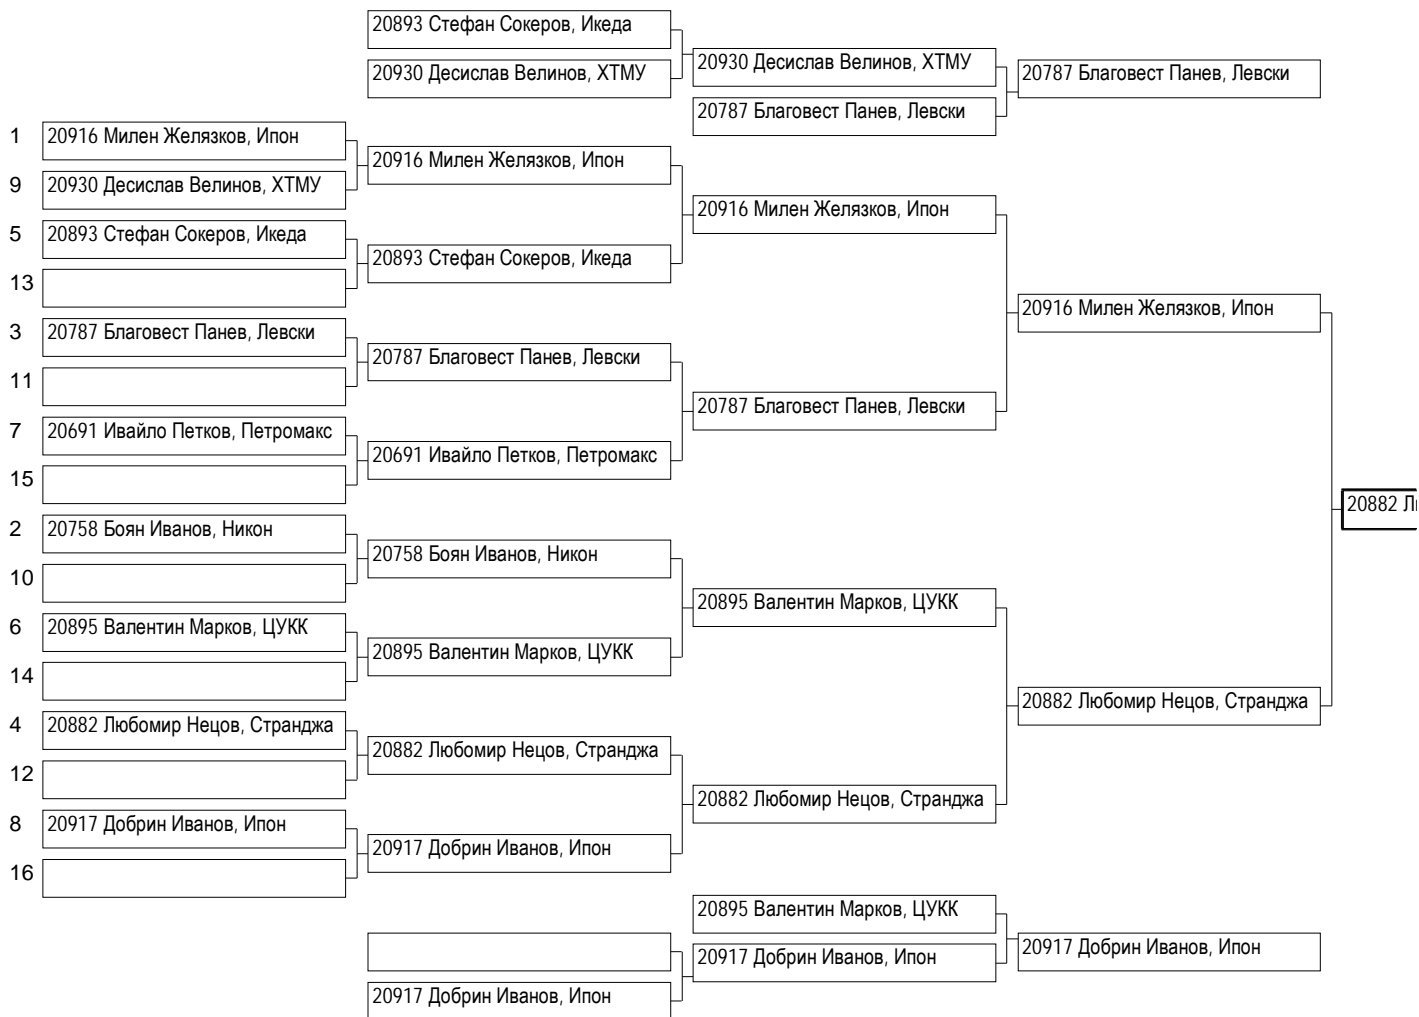 20893 Стефан Сокеров, Икеда
20930 Десислав Велинов, ХТМУ
20930 Десислав Велинов, ХТМУ
20787 Благовест Панев, Левски
20787 Благовест Панев, Левски
1 20916 Милен Желязков, Ипон
9 20930 Десислав Велинов, ХТМУ
5 20893 Стефан Сокеров, Икеда
13
3 20787 Благовест Панев, Левски
11
7 20691 Ивайло Петков, Петромакс
15
2 20758 Боян Иванов, Никон
10
6 20895 Валентин Марков, ЦУКК
14
4 20882 Любомир Нецов, Странджа
12
8 20917 Добрин Иванов, Ипон
16
20916 Милен Желязков, Ипон
20893 Стефан Сокеров, Икеда
20787 Благовест Панев, Левски
20691 Ивайло Петков, Петромакс
20758 Боян Иванов, Никон
20895 Валентин Марков, ЦУКК
20882 Любомир Нецов, Странджа
20917 Добрин Иванов, Ипон
20916 Милен Желязков, Ипон
20787 Благовест Панев, Левски
20895 Валентин Марков, ЦУКК
20882 Любомир Нецов, Странджа
20916 Милен Желязков, Ипон
20882 Любомир Нецов, Странджа
20882
20917 Добрин Иванов, Ипон
20895 Валентин Марков, ЦУКК
20917 Добрин Иванов, Ипон
20917 Добрин Иванов, Ипон